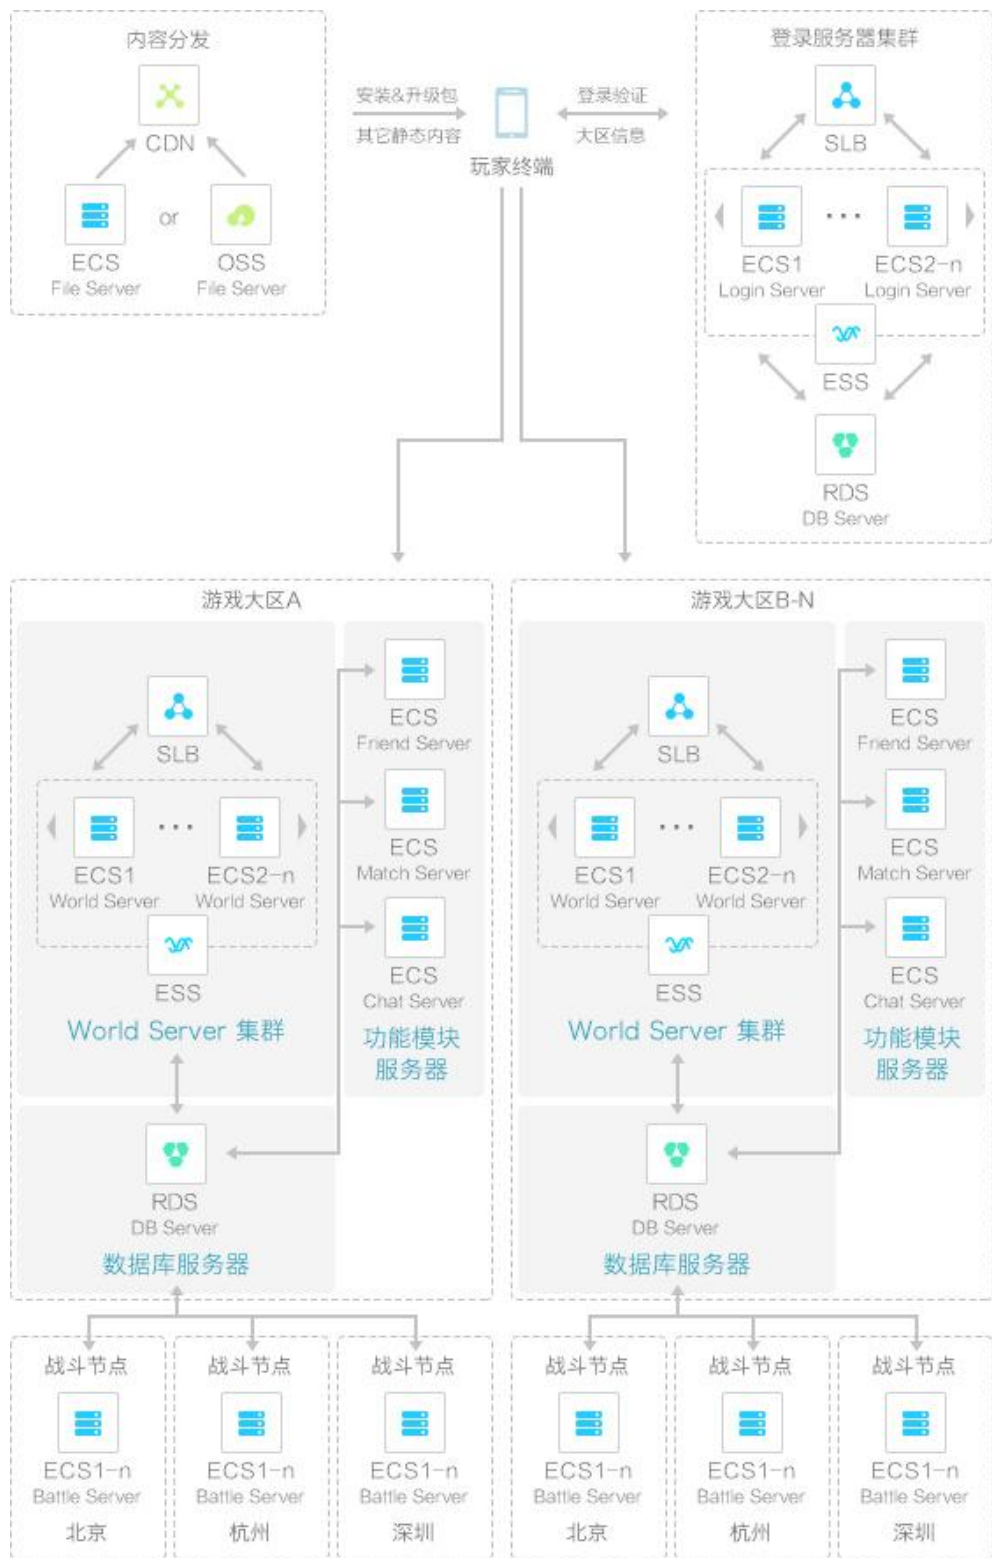 内容分发
CDN
ECS
File Server
or
OSS
File Server
安装&升级包
其它静态内容
玩家终端
登录验证
大区信息
登录服务器集群
SLB
ECS1
Login Server
...
ECS2-n
Login Server
ESS
RDS
DB Server
游戏大区A
SLB
ECS1
World Server
...
ECS2-n
World Server
ESS
World Server 集群
ECS
Friend Server
ECS
Match Server
ECS
Chat Server
功能模块
服务器
RDS
DB Server
数据库服务器
游戏大区B-N
SLB
ECS1
World Server
...
ECS2-n
World Server
ESS
World Server 集群
ECS
Friend Server
ECS
Match Server
ECS
Chat Server
功能模块
服务器
RDS
DB Server
数据库服务器
战斗节点
ECS1-n
Battle Server
北京
战斗节点
ECS1-n
Battle Server
杭州
战斗节点
ECS1-n
Battle Server
深圳
战斗节点
ECS1-n
Battle Server
北京
战斗节点
ECS1-n
Battle Server
杭州
战斗节点
ECS1-n
Battle Server
深圳